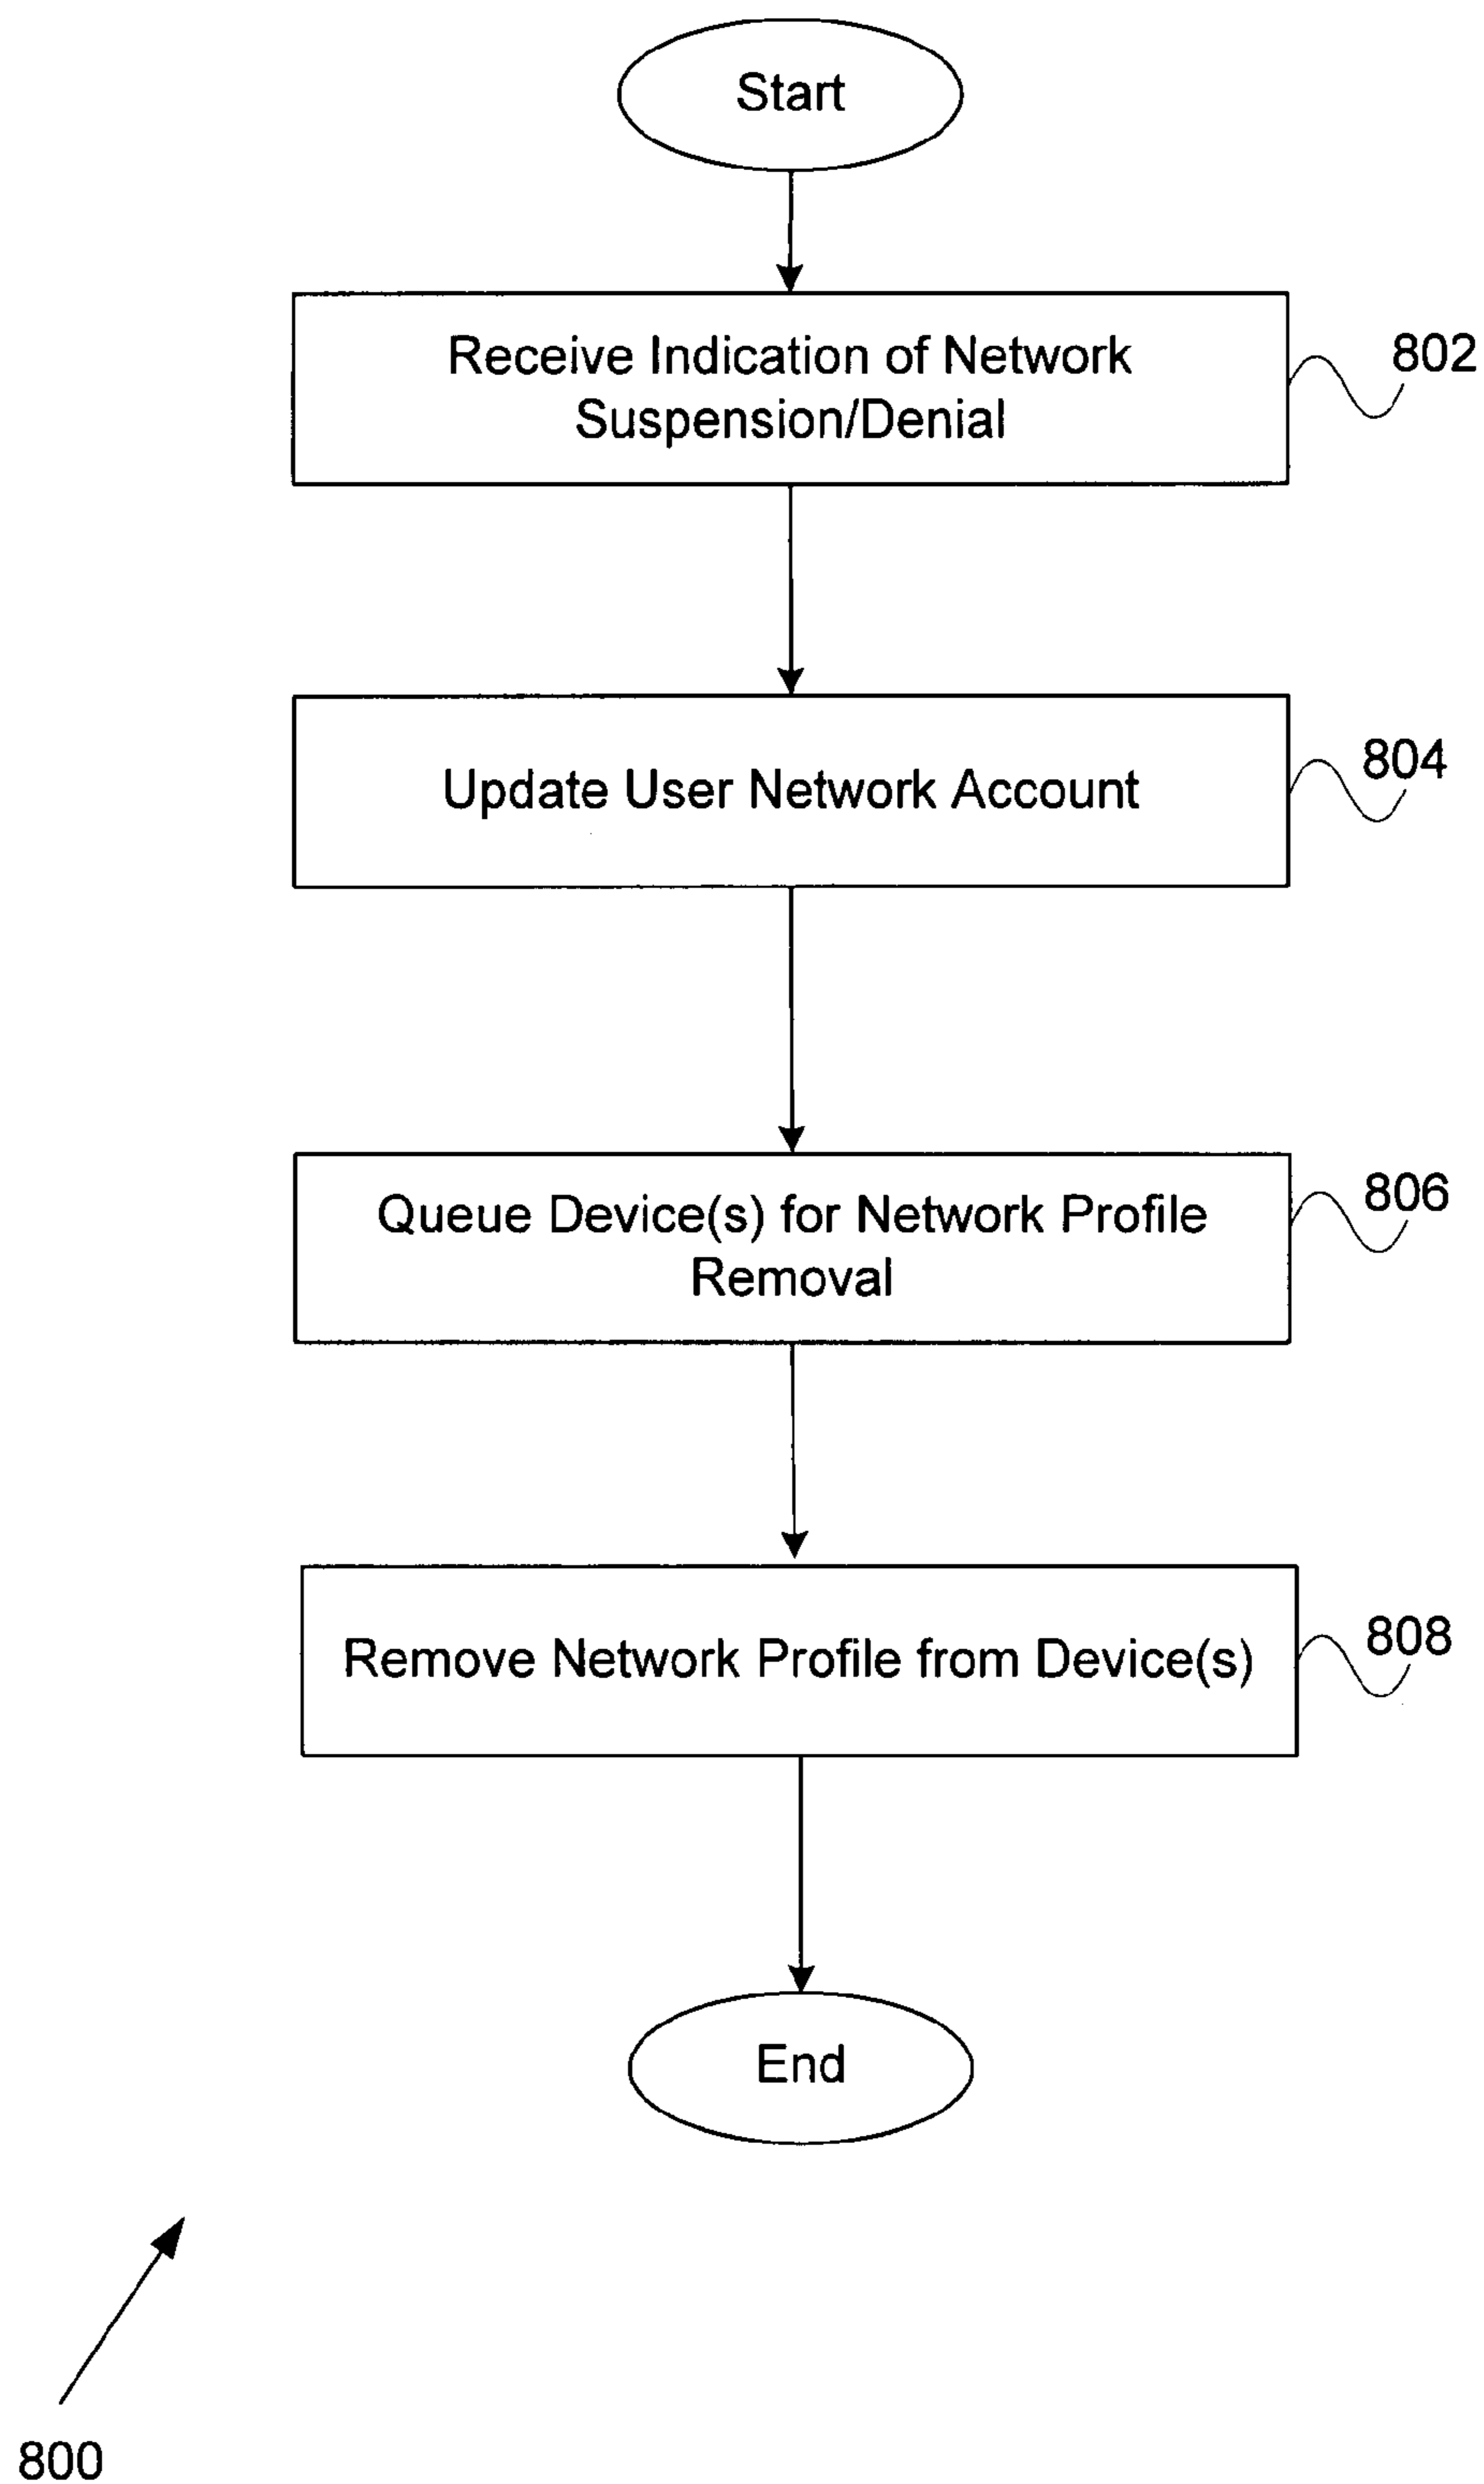 Start
Receive Indication of Network
Suspension/Denial
802
Update User Network Account
804
Queue Device(s) for Network Profile
Removal
806
Remove Network Profile from Device(s)
808
End
800